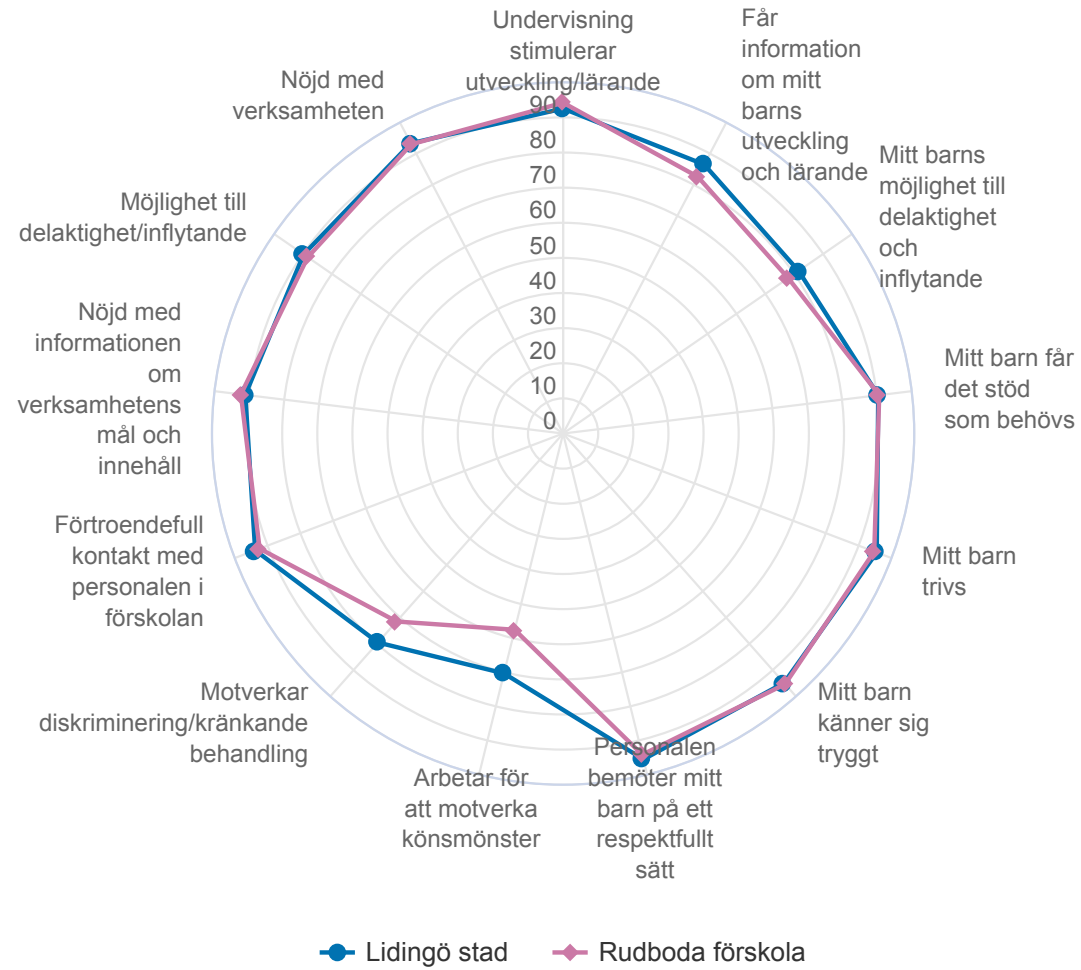 Undervisning
stimulerar
utveckling/lärande
Får
information
om mitt
barns
utveckling
och lärande
Mitt barns
möjlighet till
delaktighet
och
inflytande
Mitt barn får
det stöd
som behövs
Mitt barn
trivs
Mitt barn
känner sig
tryggt
Personalen
bemöter mitt
barn på ett
respektfullt
sätt
Arbetar för
att motverka
könsmönster
Motverkar
diskriminering/kränkande
behandling
Förtroendefull
kontakt med
personalen i
förskolan
Nöjd med
informationen
om
verksamhetens
mål och
innehåll
Möjlighet till
delaktighet/inflytande
Nöjd med
verksamheten
90
80
70
60
50
40
30
20
10
0
Lidingö stad
Rudboda förskola